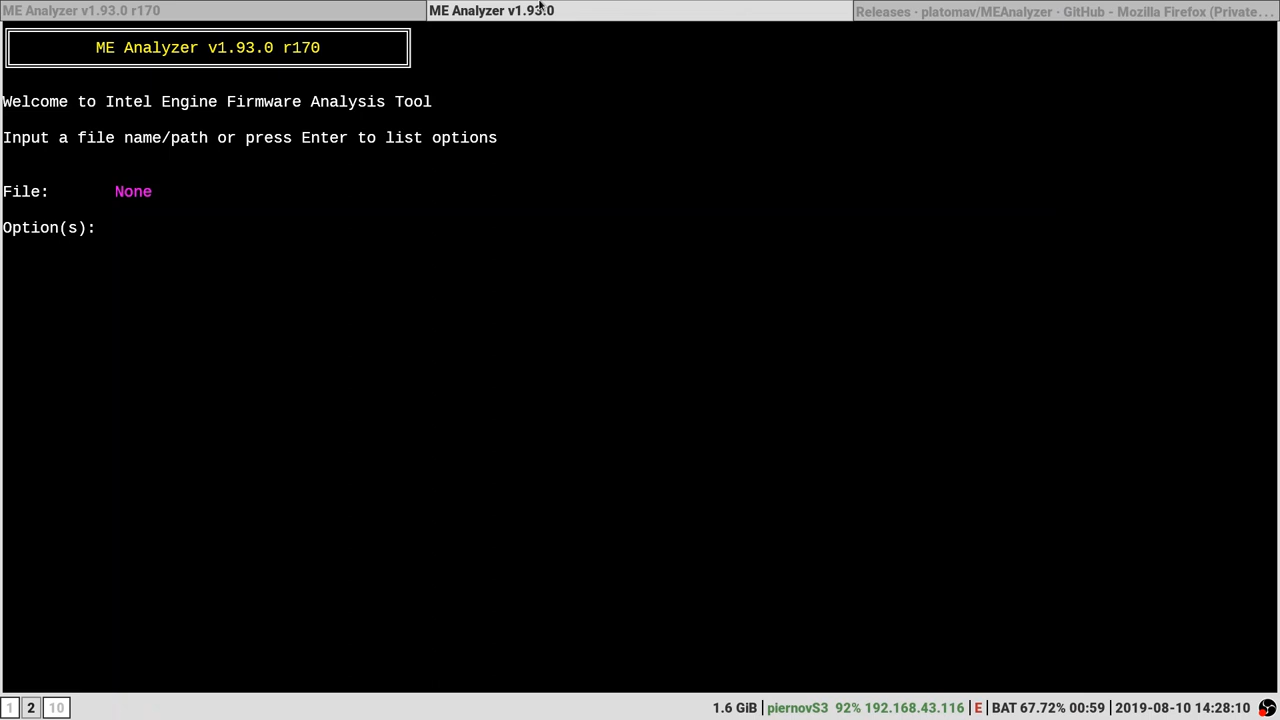 ME Analyzer v1.93.0 r170
ME Analyzer v1.93.0
Releases · platomav/MEAnalyzer · GitHub - Mozilla Firefox (Private...
ME Analyzer v1.93.0 r170
Welcome to Intel Engine Firmware Analysis Tool
Input a file name/path or press Enter to list options
File: None
Option(s):
1 2 10
1.6 GiB | piernovS3 92% 192.168.43.116 | E | BAT 67.72% 00:59 | 2019-08-10 14:28:10